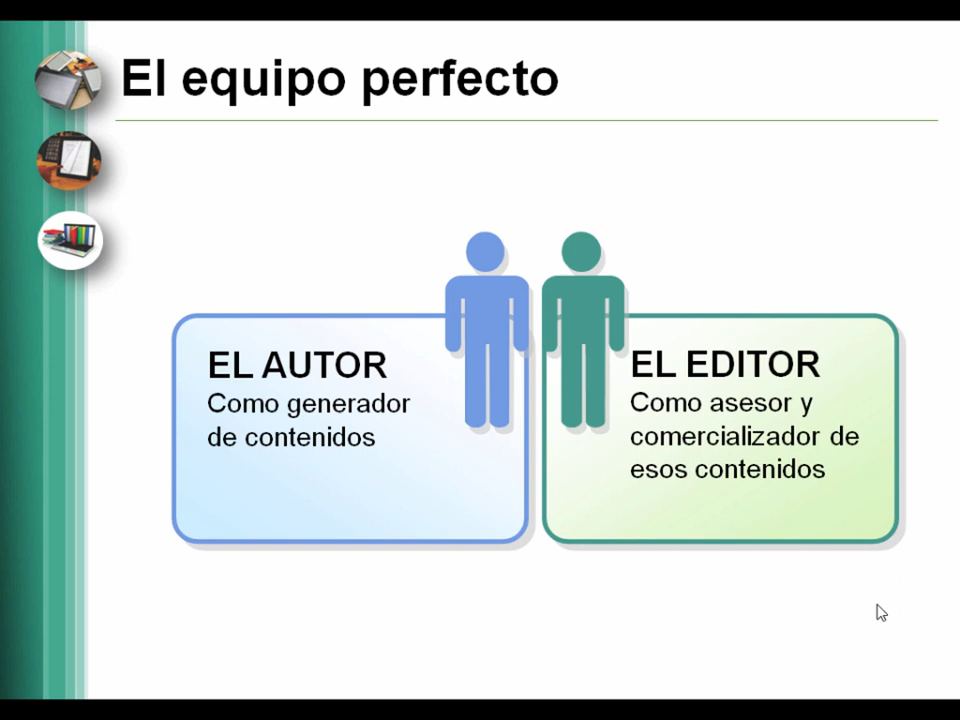 El equipo perfecto
EL AUTOR
Como generador
de contenidos
EL EDITOR
Como asesor y
comercializador de
esos contenidos